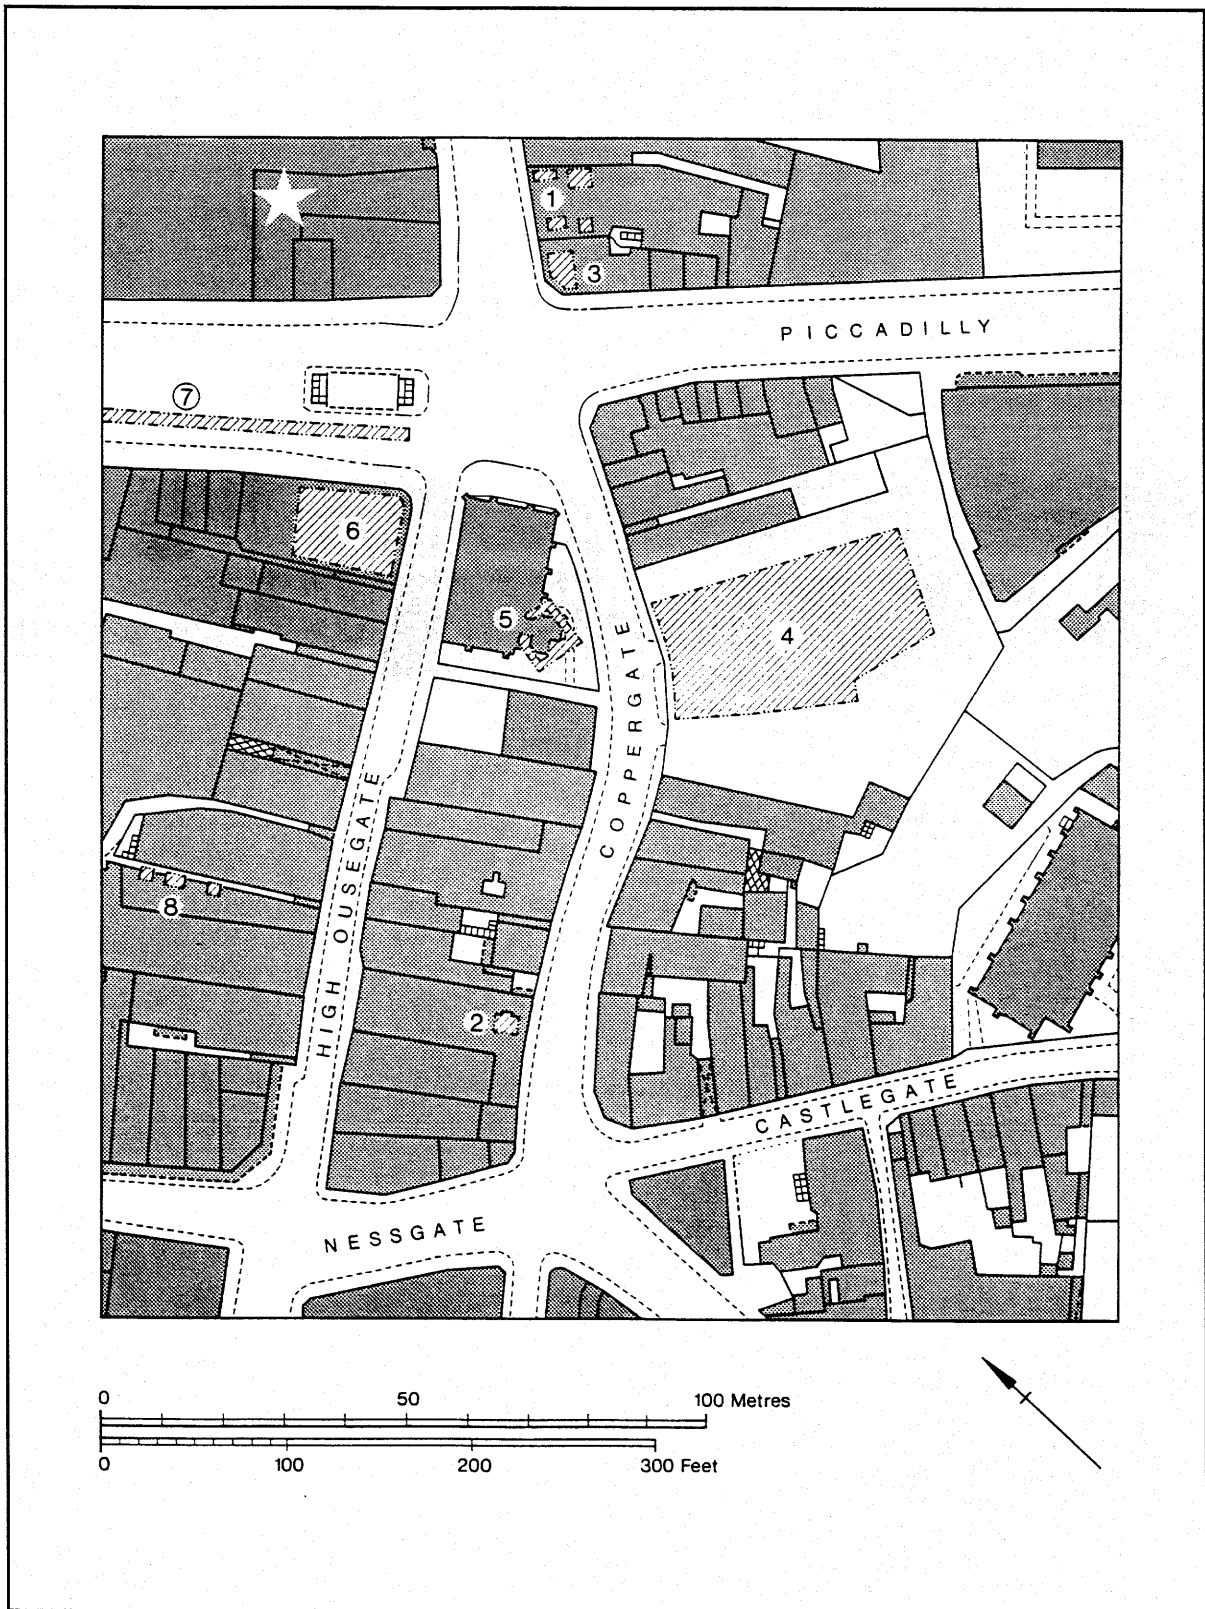 1
3
PICCADILLY
7
6
5
4
COPPERGATE
HIGH OUSEGATE
8
2
CASTLEGATE
NESSGATE
0 50 100 Metres
0 100 200 300 Feet